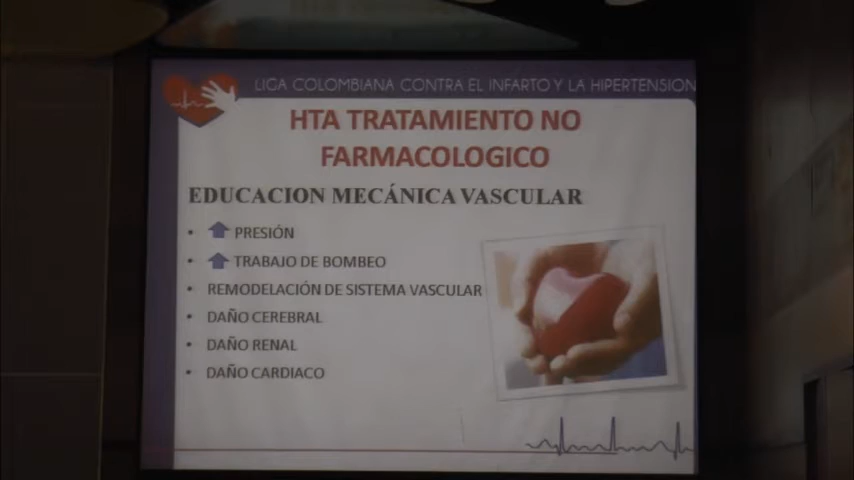 LIGA COLOMBIANA CONTRA EL INFARTO Y LA HIPERTENSION
HTA TRATAMIENTO NO
FARMACOLOGICO
EDUCACION MECÁNICA VASCULAR
• PRESIÓN
• TRABAJO DE BOMBEO
• REMODELACIÓN DE SISTEMA VASCULAR
• DAÑO CEREBRAL
• DAÑO RENAL
• DAÑO CARDIACO